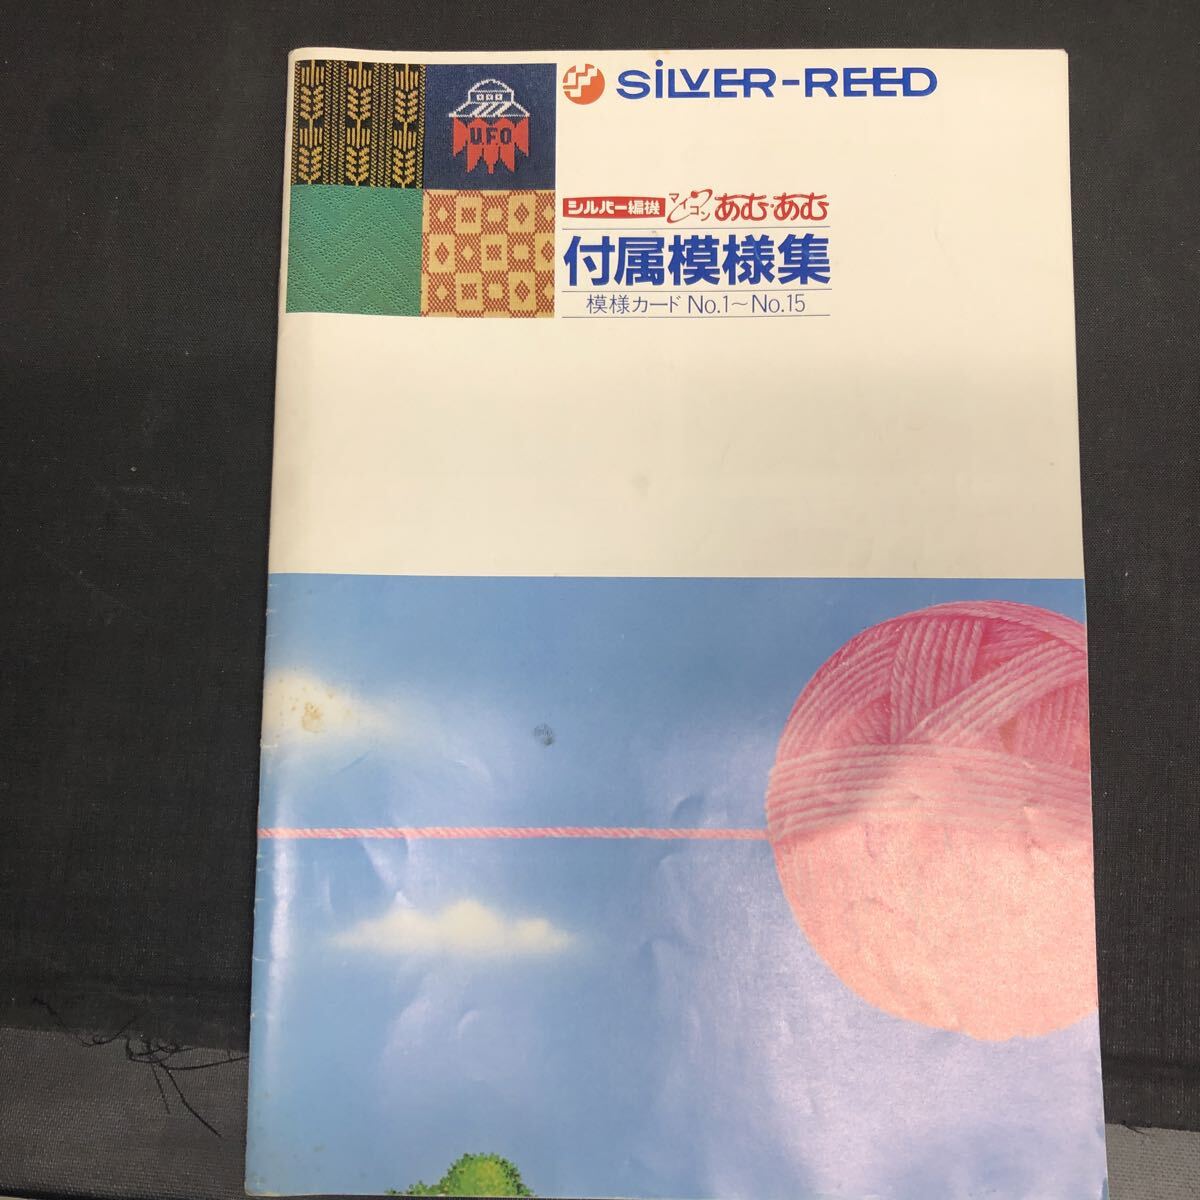 SiLVER-REED
UFO
シルバー編機 マイコン あむ・あむ
付属模様集
模様カード No.1～No.15